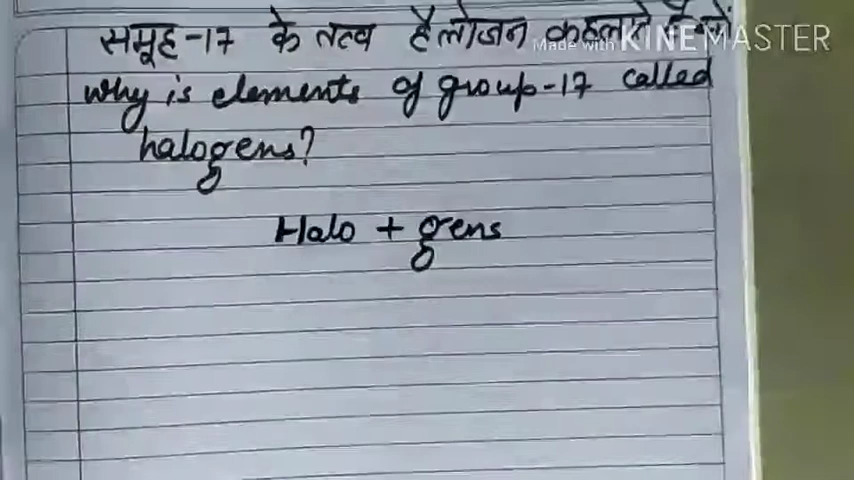 समूह-17 के तत्व हैलोजन कहलाते हैं
Made with KINEMASTER
why is elements of group-17 called
halogens?
Halo + gens